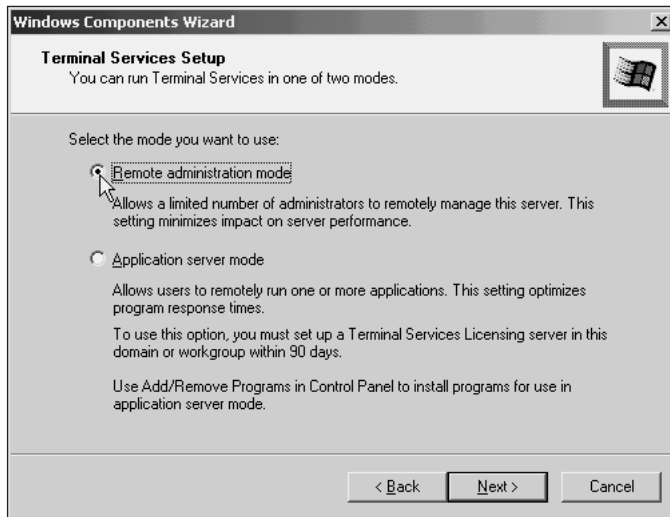 Windows Components Wizard
Terminal Services Setup
You can run Terminal Services in one of two modes.
Select the mode you want to use:
Remote administration mode
Allows a limited number of administrators to remotely manage this server. This
setting minimizes impact on server performance.
Application server mode
Allows users to remotely run one or more applications. This setting optimizes
program response times.
To use this option, you must set up a Terminal Services Licensing server in this
domain or workgroup within 90 days.
Use Add/Remove Programs in Control Panel to install programs for use in
application server mode.
< Back Next > Cancel